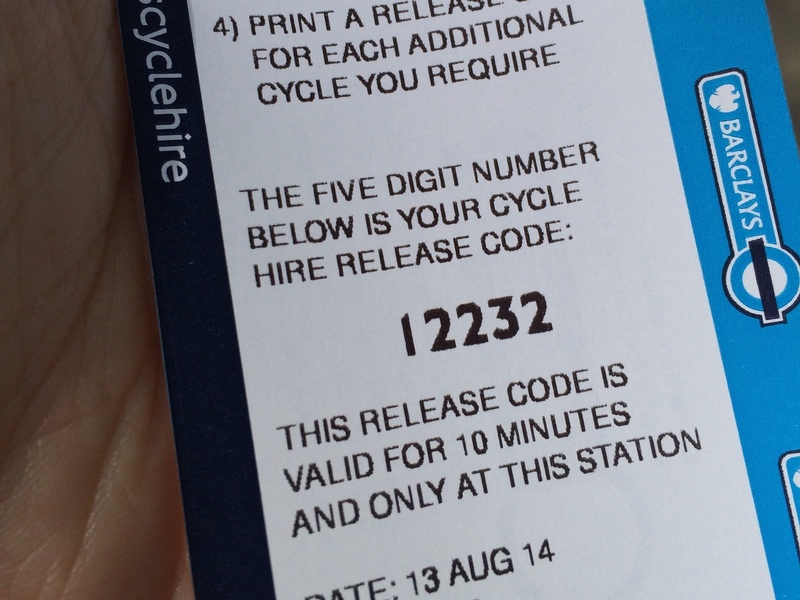 scyclehire
4) PRINT A RELEASE
FOR EACH ADDITIONAL
CYCLE YOU REQUIRE
THE FIVE DIGIT NUMBER
BELOW IS YOUR CYCLE
HIRE RELEASE CODE:
12232
THIS RELEASE CODE IS
VALID FOR 10 MINUTES
AND ONLY AT THIS STATION
DATE: 13 AUG 14
BARCLAYS